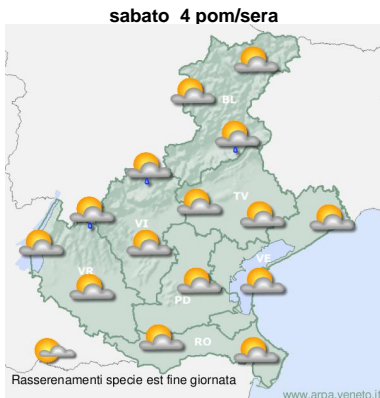 sabato 4 pom/sera
BL
TV
VI
VE
VR
PD
RO
Rasserenamenti specie est fine giornata
www.arpa.veneto.it